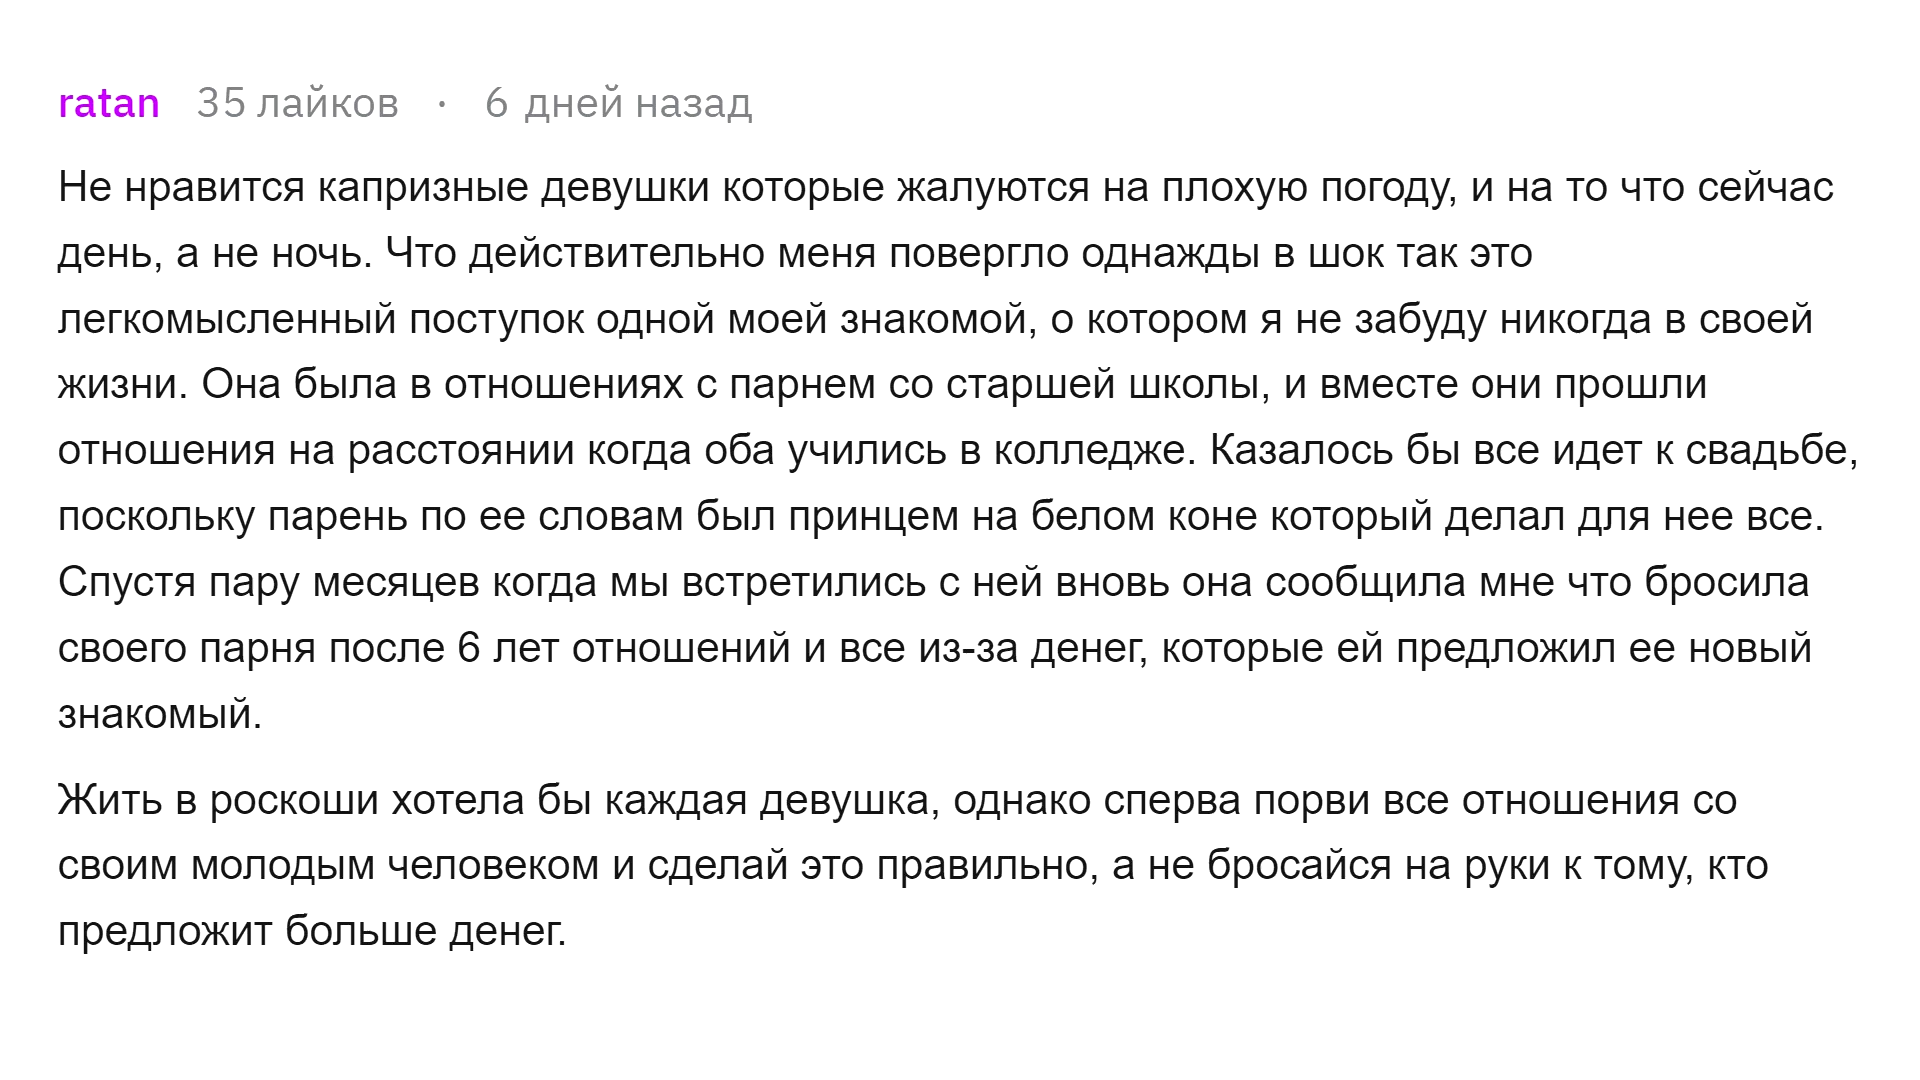 ratan 35 лайков · 6 дней назад
Не нравится капризные девушки которые жалуются на плохую погоду, и на то что сейчас
день, а не ночь. Что действительно меня повергло однажды в шок так это
легкомысленный поступок одной моей знакомой, о котором я не забуду никогда в своей
жизни. Она была в отношениях с парнем со старшей школы, и вместе они прошли
отношения на расстоянии когда оба учились в колледже. Казалось бы все идет к свадьбе,
поскольку парень по ее словам был принцем на белом коне который делал для нее все.
Спустя пару месяцев когда мы встретились с ней вновь она сообщила мне что бросила
своего парня после 6 лет отношений и все из-за денег, которые ей предложил ее новый
знакомый.
Жить в роскоши хотела бы каждая девушка, однако сперва порви все отношения со
своим молодым человеком и сделай это правильно, а не бросайся на руки к тому, кто
предложит больше денег.